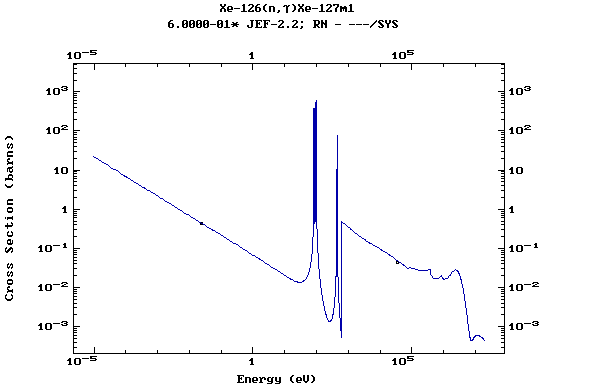 Xe-126(n,γ)Xe-127m1
6.0000-01* JEF-2.2; RN - ---/SYS
10⁻⁵ 10⁵
10³ 10³
10² 10²
10 10
1 1
10⁻¹ 10⁻¹
10⁻² 10⁻²
10⁻³ 10⁻³
10⁻⁵ 1 10⁵
Cross Section (barns)
Energy (eV)